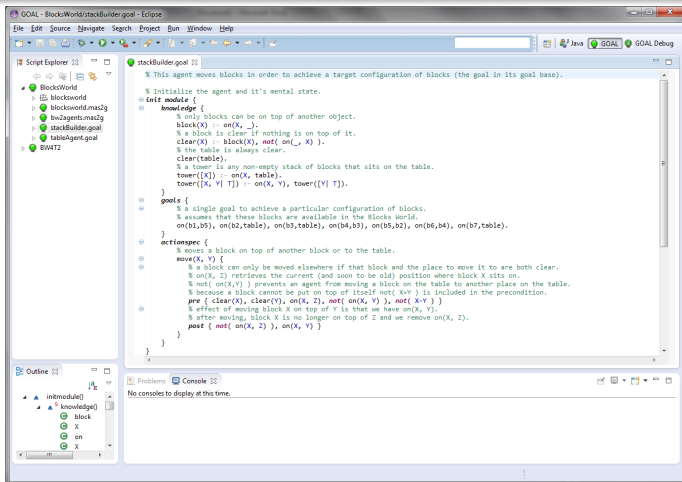 GOAL - BlocksWorld/stackBuilder.goal - Eclipse
File Edit Source Navigate Search Project Run Window Help
Java GOAL GOAL Debug
Script Explorer
BlocksWorld
blocksworld
blocksworld.mas2g
bw2agents.mas2g
stackBuilder.goal
tableAgent.goal
BW4T2
stackBuilder.goal
% This agent moves blocks in order to achieve a target configuration of blocks (the goal in its goal base).
% Initialize the agent and it's mental state.
init module {
knowledge {
% only blocks can be on top of another object.
block(X) :- on(X, _).
% a block is clear if nothing is on top of it.
clear(X) :- block(X), not( on(_, X) ).
% the table is always clear.
clear(table).
% a tower is any non-empty stack of blocks that sits on the table.
tower([X]) :- on(X, table).
tower([X, Y| T]) :- on(X, Y), tower([Y| T]).
}
goals {
% a single goal to achieve a particular configuration of blocks.
% assumes that these blocks are available in the Blocks World.
on(b1,b5), on(b2,table), on(b3,table), on(b4,b3), on(b5,b2), on(b6,b4), on(b7,table).
}
actionspec {
% moves a block on top of another block or to the table.
move(X, Y) {
% a block can only be moved elsewhere if that block and the place to move it to are both clear.
% on(X, Z) retrieves the current (and soon to be old) position where block X sits on.
% not( on(X,Y) ) prevents an agent from moving a block on the table to another place on the table.
% because a block cannot be put on top of itself not( X=Y ) is included in the precondition.
pre { clear(X), clear(Y), on(X, Z), not( on(X, Y) ), not( X=Y ) }
% effect of moving block X on top of Y is that we have on(X, Y).
% after moving, block X is no longer on top of Z and we remove on(X, Z).
post { not( on(X, Z) ), on(X, Y) }
}
}
}
Outline
initmodule()
knowledge()
block
X
on
X
Problems Console
No consoles to display at this time.